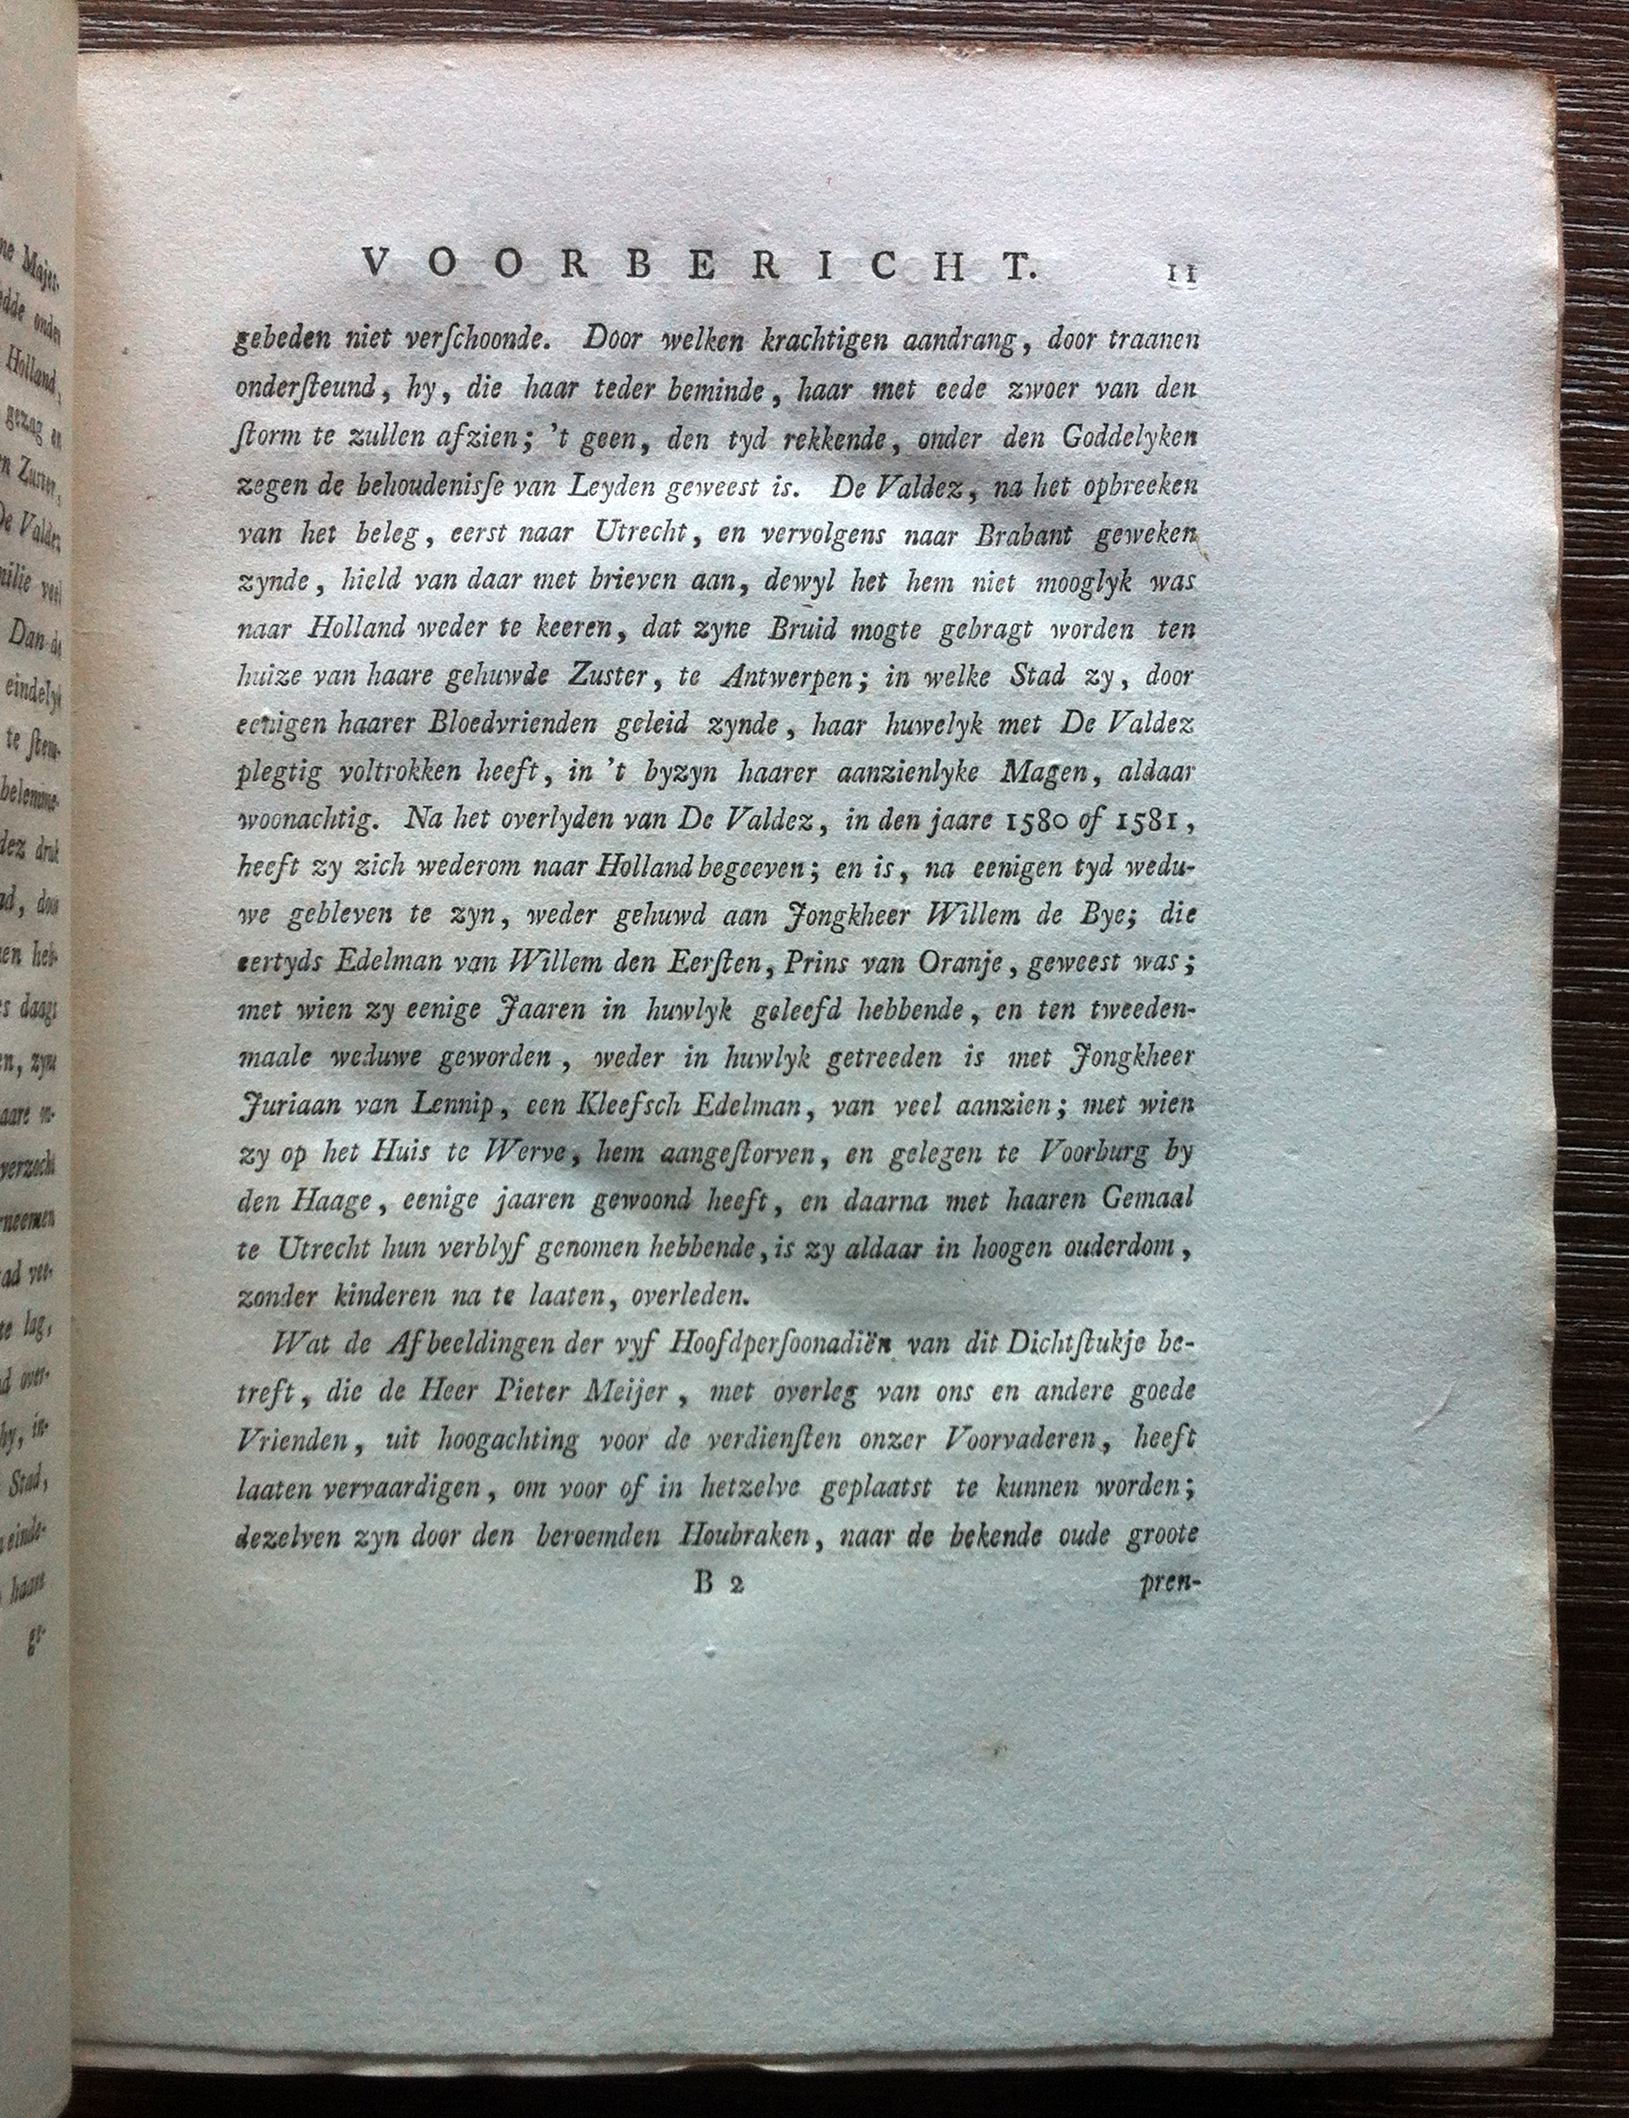 VOORBERICHT. 11
gebeden niet verſchoonde. Door welken krachtigen aandrang, door traanen
onderſteund, hy, die haar teder beminde, haar met eede zwoer van den
ſtorm te zullen afzien; 't geen, den tyd rekkende, onder den Goddelyken
zegen de behoudenisſe van Leyden geweest is. De Valdez, na het opbreeken
van het beleg, eerst naar Utrecht, en vervolgens naar Brabant geweken
zynde, hield van daar met brieven aan, dewyl het hem niet mooglyk was
naar Holland weder te keeren, dat zyne Bruid mogte gebragt worden ten
huize van haare gehuwde Zuster, te Antwerpen; in welke Stad zy, door
eenigen haarer Bloedvrienden geleid zynde, haar huwelyk met De Valdez
plegtig voltrokken heeft, in 't byzyn haarer aanzienlyke Magen, aldaar
woonachtig. Na het overlyden van De Valdez, in den jaare 1580 of 1581,
heeft zy zich wederom naar Holland begeeven; en is, na eenigen tyd wedu-
we gebleven te zyn, weder gehuwd aan Jongkheer Willem de Bye; die
eertyds Edelman van Willem den Eerſten, Prins van Oranje, geweest was;
met wien zy eenige Jaaren in huwlyk geleefd hebbende, en ten tweeden-
maale weduwe geworden, weder in huwlyk getreeden is met Jongkheer
Juriaan van Lennip, een Kleefsch Edelman, van veel aanzien; met wien
zy op het Huis te Werve, hem aangeſtorven, en gelegen te Voorburg by
den Haage, eenige jaaren gewoond heeft, en daarna met haaren Gemaal
te Utrecht hun verblyf genomen hebbende, is zy aldaar in hoogen ouderdom,
zonder kinderen na te laaten, overleden.
Wat de Afbeeldingen der vyf Hoofdperſoonadiën van dit Dichtſtukje be-
treft, die de Heer Pieter Meijer, met overleg van ons en andere goede
Vrienden, uit hoogachting voor de verdienſten onzer Voorvaderen, heeft
laaten vervaardigen, om voor of in hetzelve geplaatst te kunnen worden;
dezelven zyn door den beroemden Houbraken, naar de bekende oude groote
B 2 pren-